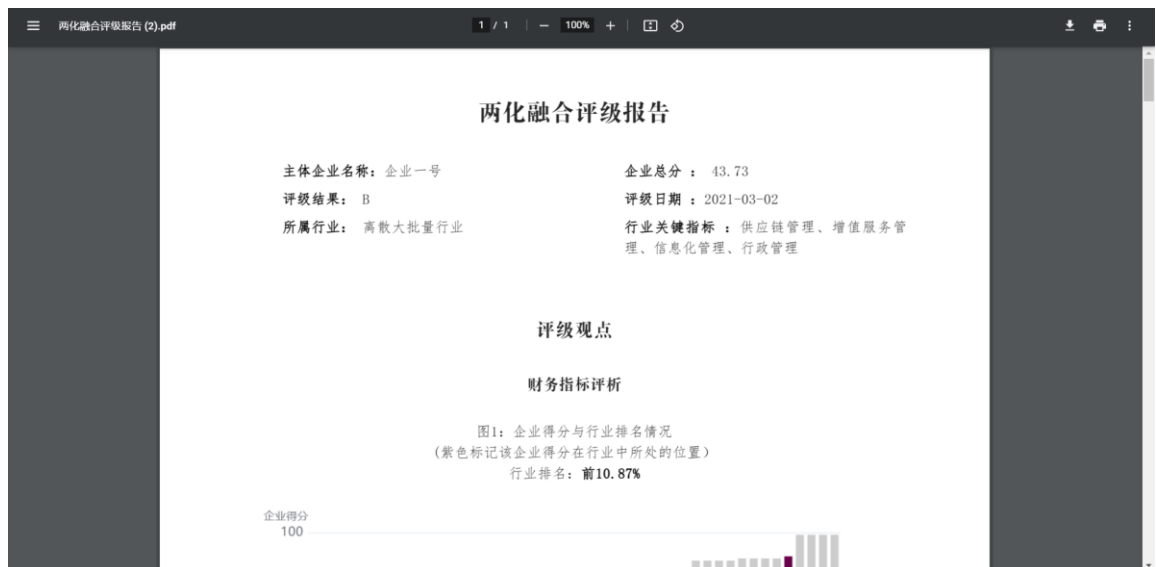 两化融合评级报告 (2).pdf
1 / 1
100%
两化融合评级报告
主体企业名称：企业一号
企业总分 ： 43.73
评级结果： B
评级日期 ：2021-03-02
所属行业： 离散大批量行业
行业关键指标 ：供应链管理、增值服务管
理、信息化管理、行政管理
评级观点
财务指标评析
图1：企业得分与行业排名情况
(紫色标记该企业得分在行业中所处的位置)
行业排名：前10.87%
企业得分
100